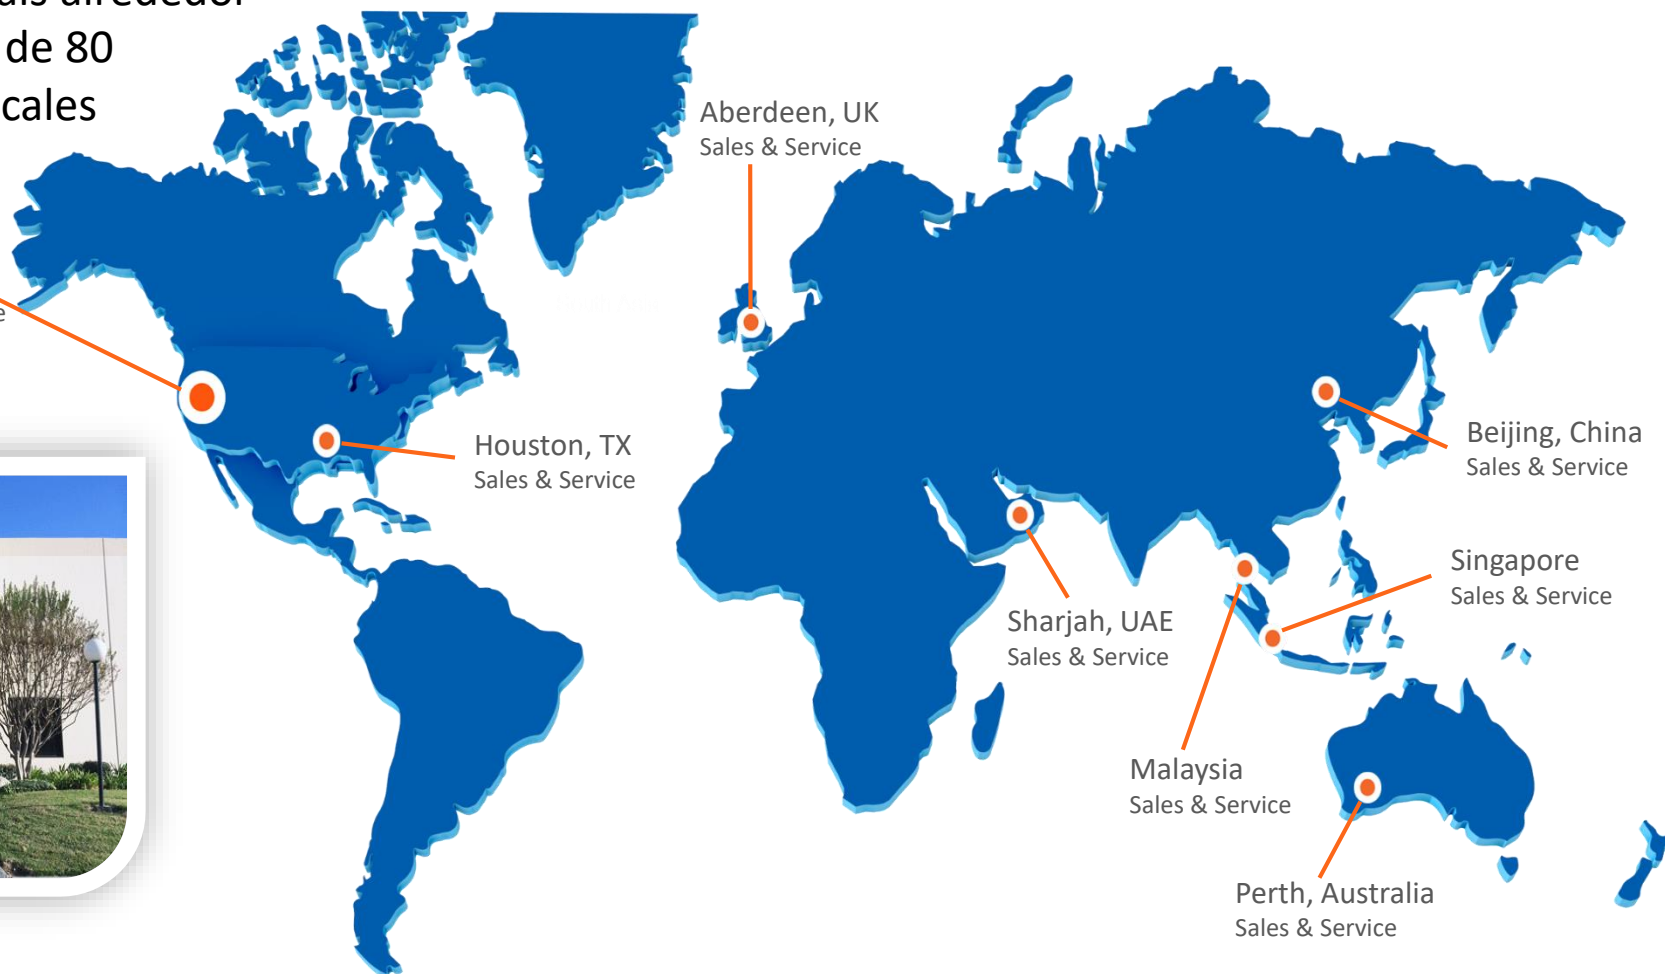 de 80
Aberdeen, UK
Sales & Service
Houston, TX
Sales & Service
Beijing, China
Sales & Service
Singapore
Sales & Service
Sharjah, UAE
Sales & Service
Malaysia
Sales & Service
Perth, Australia
Sales & Service